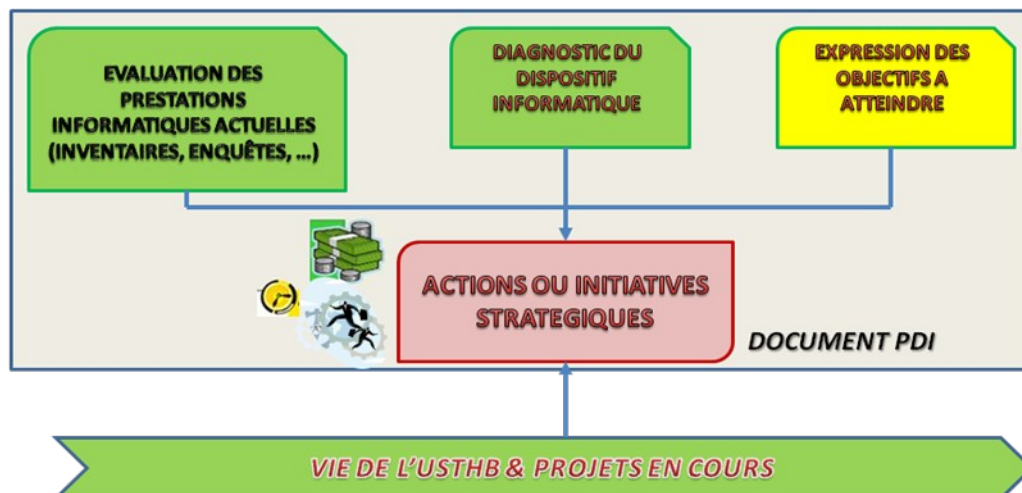 EVALUATION DES
PRESTATIONS
INFORMATIQUES ACTUELLES
(INVENTAIRES, ENQUÊTES, ...)
DIAGNOSTIC DU
DISPOSITIF
INFORMATIQUE
EXPRESSION DES
OBJECTIFS A
ATTEINDRE
ACTIONS OU INITIATIVES
STRATEGIQUES
DOCUMENT PDI
VIE DE L'USTHB & PROJETS EN COURS